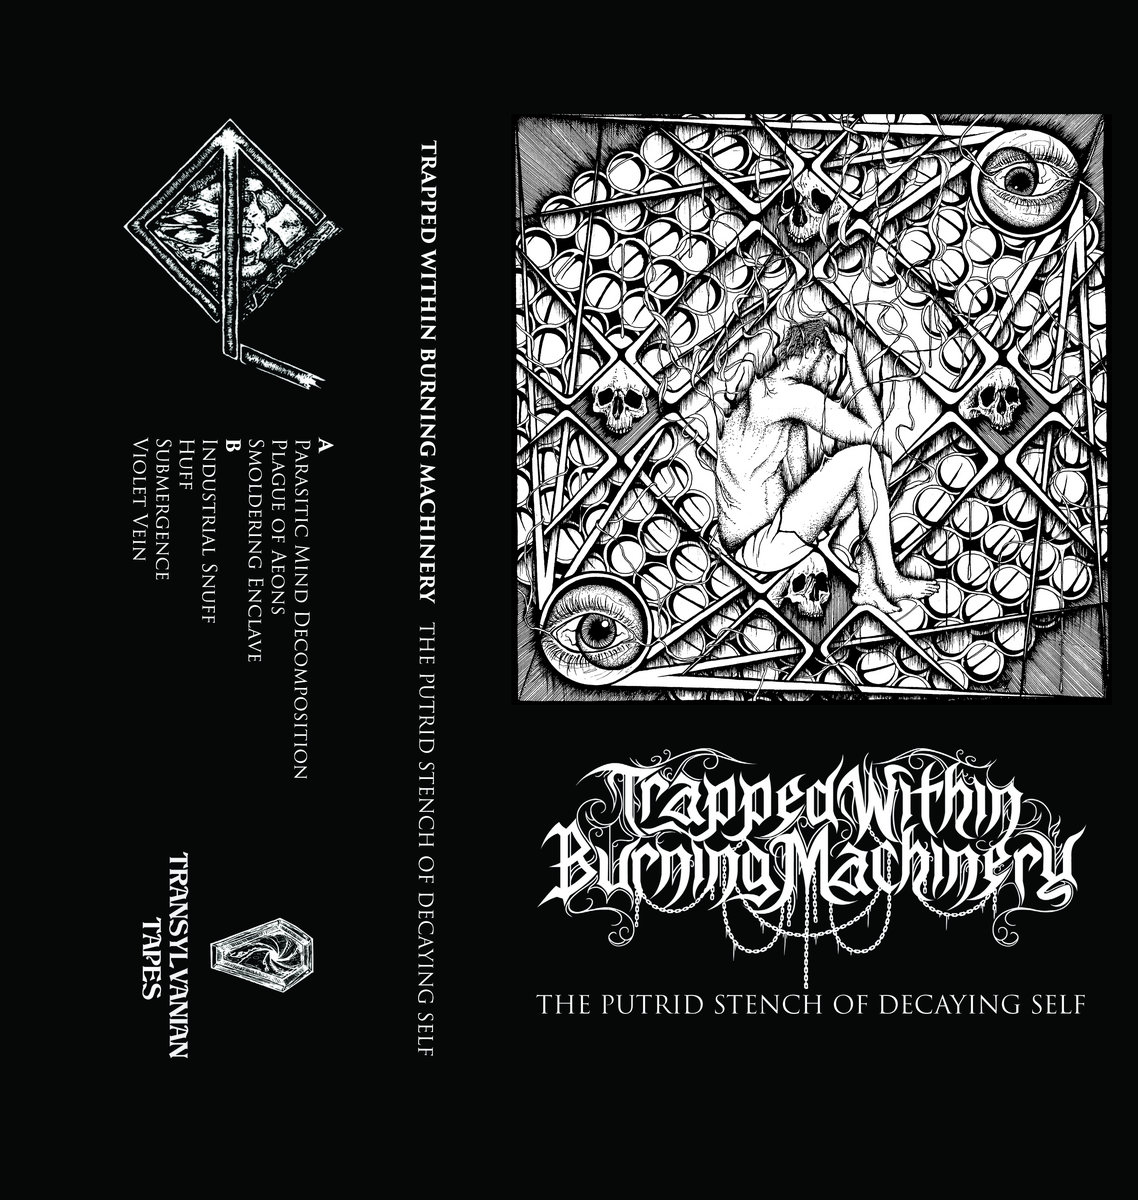 TRAPPED WITHIN BURNING MACHINERY THE PUTRID STENCH OF DECAYING SELF
A
PARASITIC MIND DECOMPOSITION
PLAGUE OF AEONS
SMOLDERING ENCLAVE
B
INDUSTRIAL SNUFF
HUFF
SUBMERGENCE
VIOLET VEIN
TRANSYLVANIAN
TAPES
Trapped Within
Burning Machinery
THE PUTRID STENCH OF DECAYING SELF